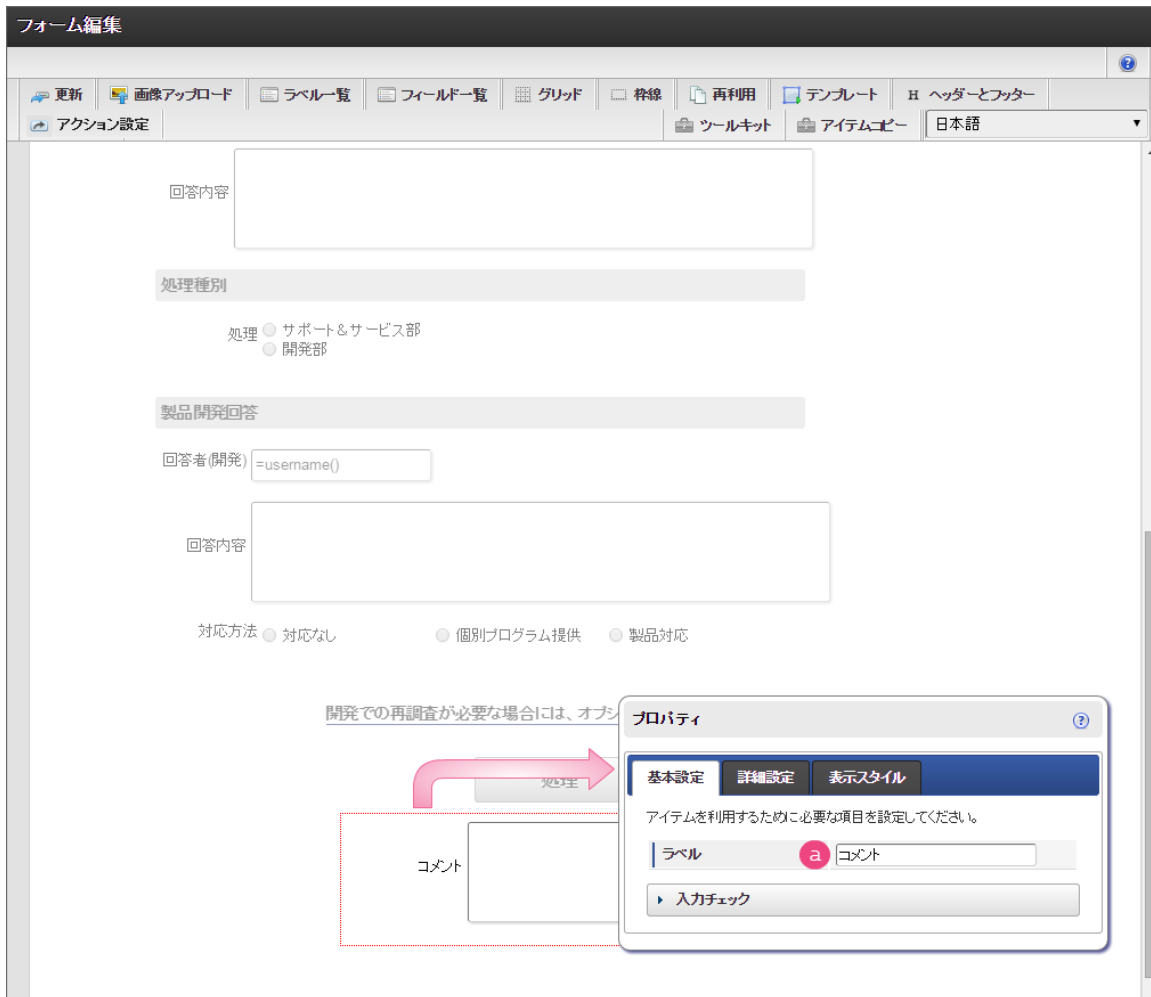 フォーム編集
更新 画像アップロード ラベル一覧 フィールド一覧 グリッド 枠線 再利用 テンプレート H ヘッダーとフッター
アクション設定 ツールキット アイテムコピー 日本語
回答内容
処理種別
処理 サポート&サービス部
開発部
製品開発回答
回答者(開発) =username()
回答内容
対応方法 対応なし 個別プログラム提供 製品対応
開発での再調査が必要な場合には、オプシ
プロパティ
処理
基本設定 詳細設定 表示スタイル
アイテムを利用するために必要な項目を設定してください。
ラベル a コメント
コメント
入力チェック